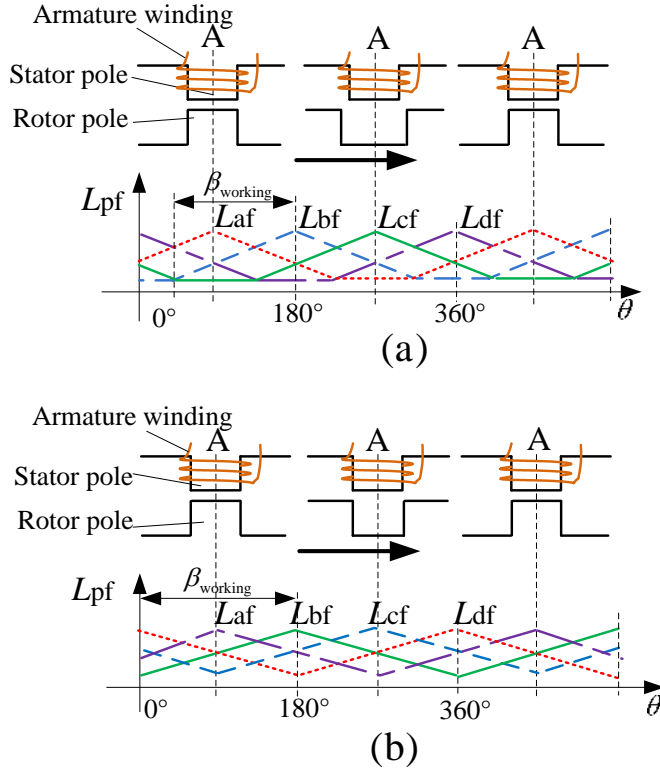 Armature winding
A A A
Stator pole
Rotor pole
Lpf
βworking
Laf Lbf Lcf Ldf
0° 180° 360° θ
(a)
Armature winding
A A A
Stator pole
Rotor pole
Lpf
βworking
Laf Lbf Lcf Ldf
0° 180° 360° θ
(b)